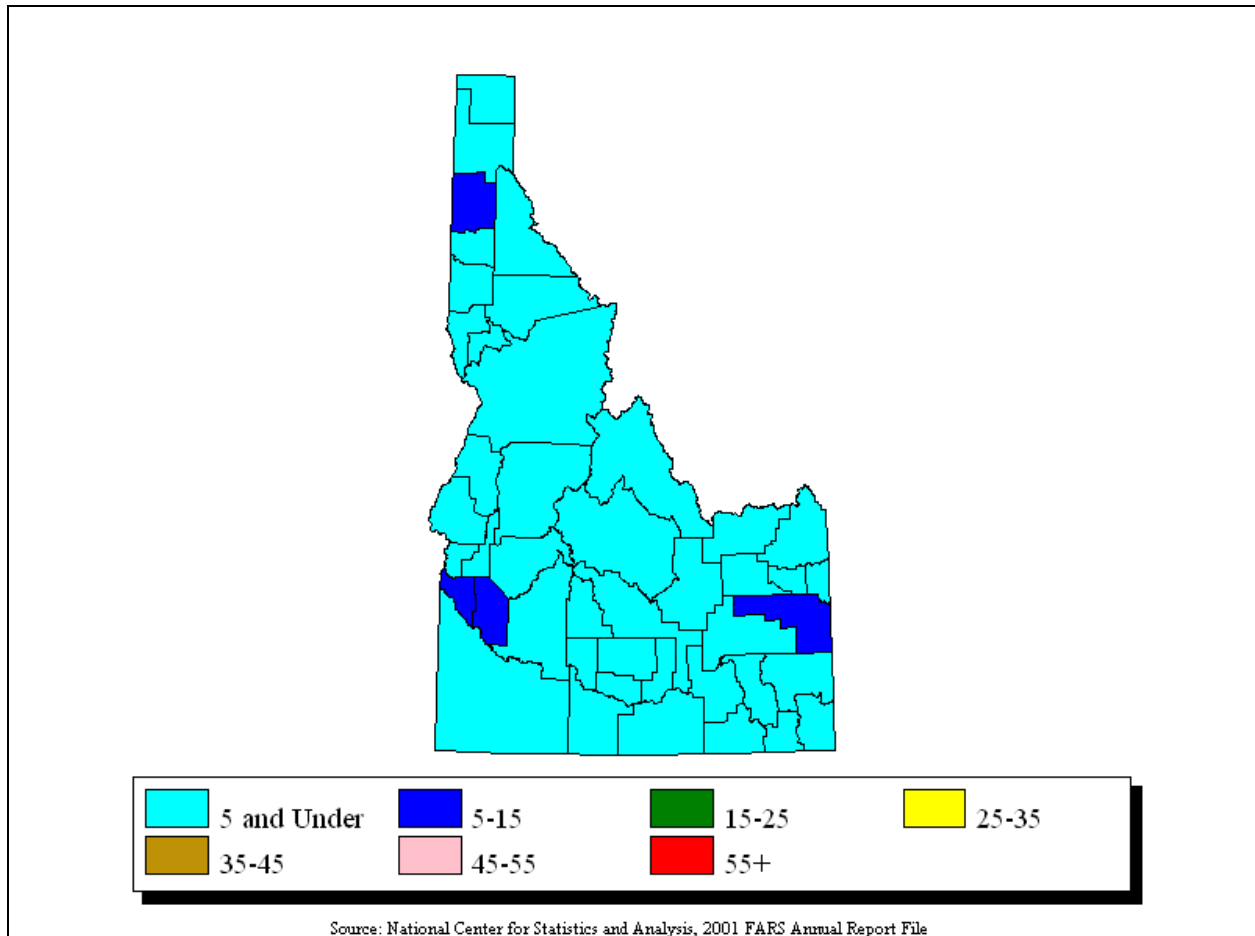 5 and Under 5-15 15-25 25-35
35-45 45-55 55+
Source: National Center for Statistics and Analysis, 2001 FARS Annual Report File